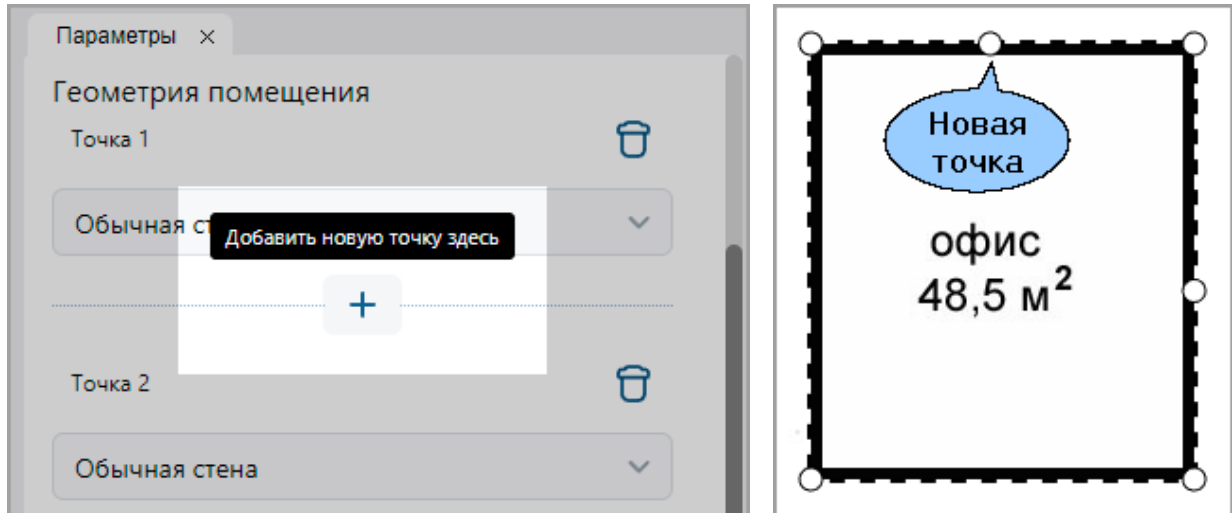 Параметры
Геометрия помещения
Точка 1
Обычная ст
Добавить новую точку здесь
Точка 2
Обычная стена
Новая
точка
офис
48,5 м²